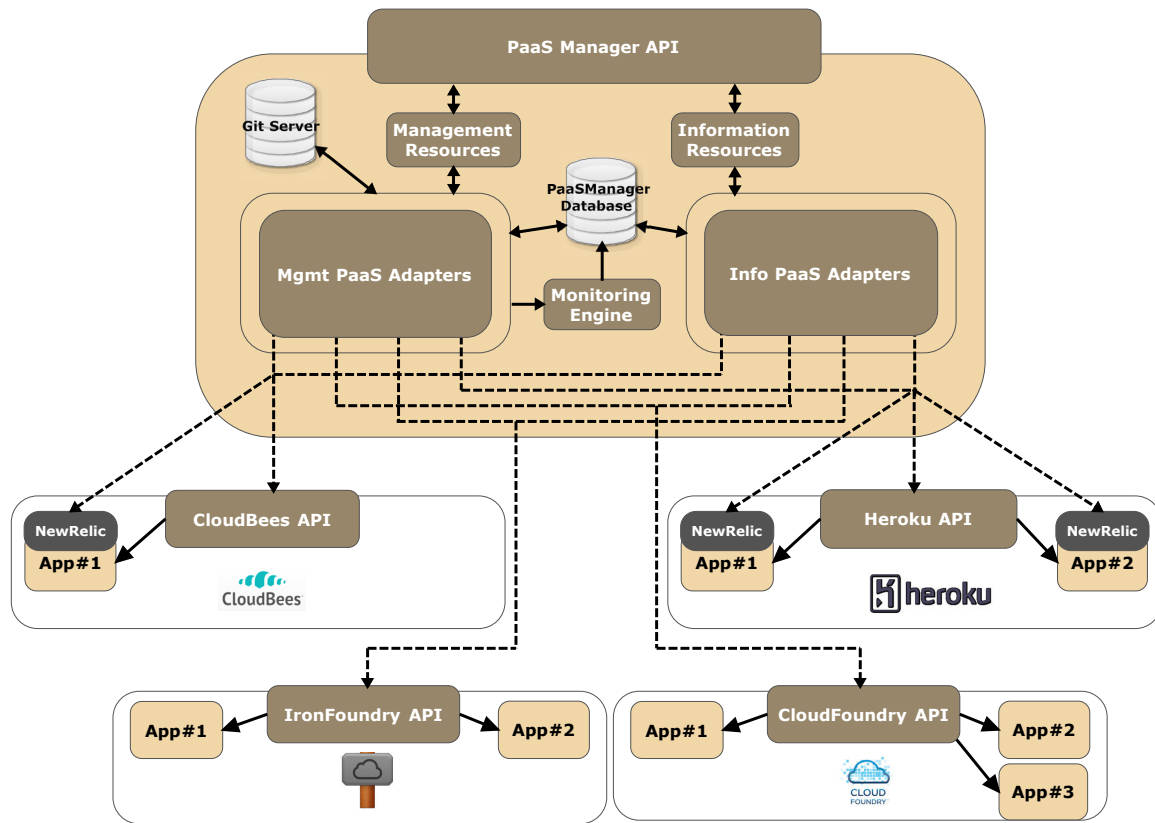 PaaS Manager API
Git Server
Management
Resources
Information
Resources
PaaSManager
Database
Mgmt PaaS Adapters
Info PaaS Adapters
Monitoring
Engine
CloudBees API
NewRelic
App#1
CloudBees
Heroku API
NewRelic
App#1
NewRelic
App#2
heroku
IronFoundry API
App#1
App#2
CloudFoundry API
App#1
App#2
App#3
CLOUD
FOUNDRY